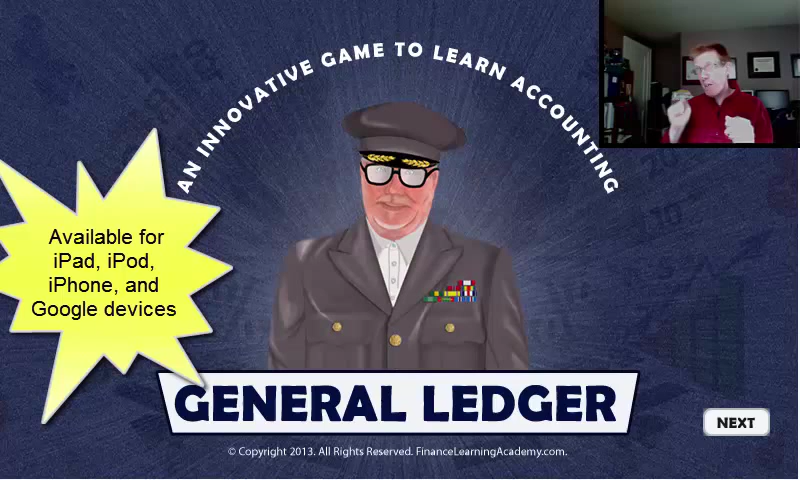 AN INNOVATIVE GAME TO LEARN ACCOUNTING
Available for
iPad, iPod,
iPhone, and
Google devices
GENERAL LEDGER
NEXT
© Copyright 2013. All Rights Reserved. FinanceLearningAcademy.com.